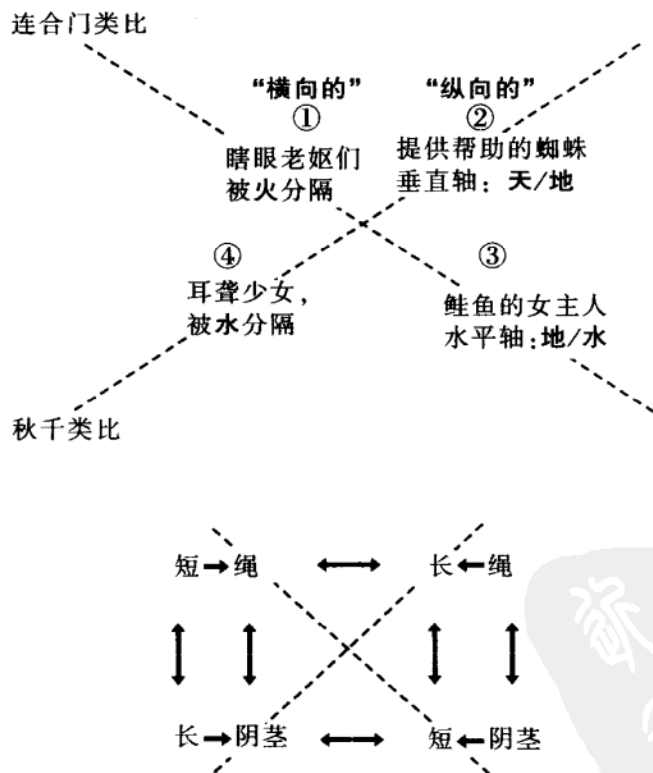 连合门类比
“横向的” “纵向的”
① ②
瞎眼老妪们 提供帮助的蜘蛛
被火分隔 垂直轴：天/地
④ ③
耳聋少女， 鲑鱼的女主人
被水分隔 水平轴：地/水
秋千类比
短→绳 ↔ 长←绳
长→阴茎 ↔ 短←阴茎